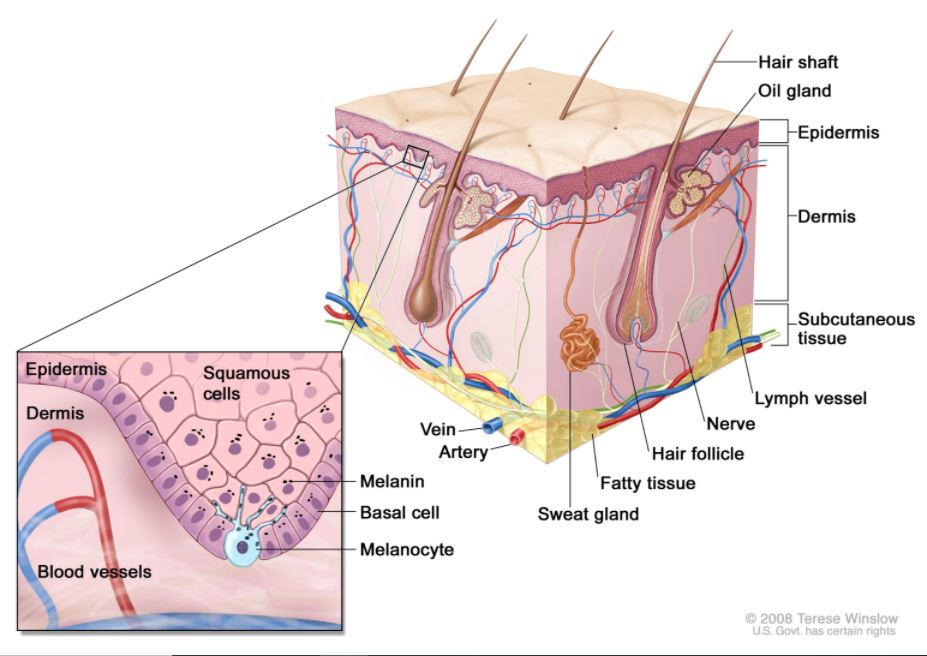 Hair shaft
Oil gland
Epidermis
Dermis
Subcutaneous
tissue
Lymph vessel
Nerve
Hair follicle
Fatty tissue
Sweat gland
Vein
Artery
Epidermis
Squamous
cells
Dermis
Melanin
Basal cell
Melanocyte
Blood vessels
© 2008 Terese Winslow
U.S. Govt. has certain rights